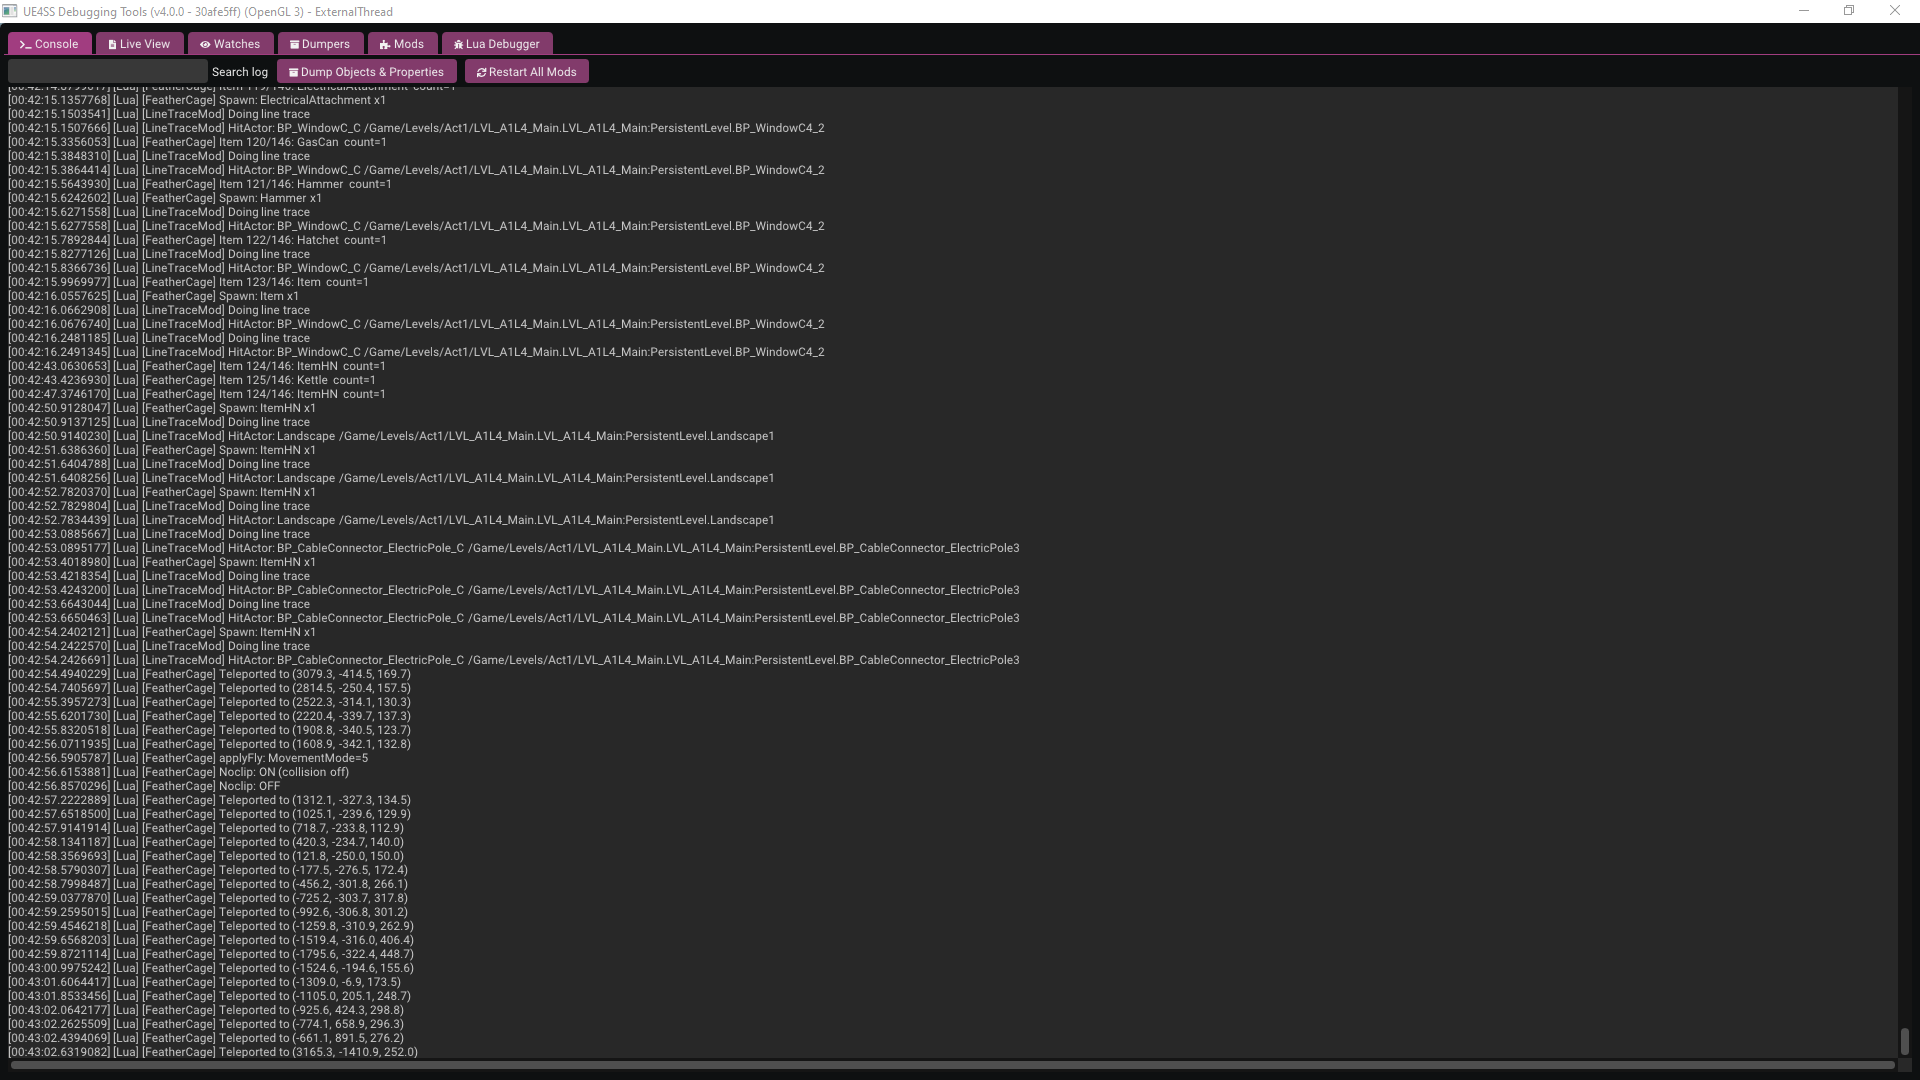 UE4SS Debugging Tools (v4.0.0 - 30afe5ff) (OpenGL 3) - ExternalThread
Console Live View Watches Dumpers Mods Lua Debugger
Search log Dump Objects & Properties Restart All Mods
[00:42:15.1357768] [Lua] [FeatherCage] Spawn: ElectricalAttachment x1
[00:42:15.1503541] [Lua] [LineTraceMod] Doing line trace
[00:42:15.1507666] [Lua] [LineTraceMod] HitActor: BP_WindowC_C /Game/Levels/Act1/LVL_A1L4_Main.LVL_A1L4_Main:PersistentLevel.BP_WindowC4_2
[00:42:15.3356053] [Lua] [FeatherCage] Item 120/146: GasCan count=1
[00:42:15.3848310] [Lua] [LineTraceMod] Doing line trace
[00:42:15.3864414] [Lua] [LineTraceMod] HitActor: BP_WindowC_C /Game/Levels/Act1/LVL_A1L4_Main.LVL_A1L4_Main:PersistentLevel.BP_WindowC4_2
[00:42:15.5643930] [Lua] [FeatherCage] Item 121/146: Hammer count=1
[00:42:15.6242602] [Lua] [FeatherCage] Spawn: Hammer x1
[00:42:15.6271558] [Lua] [LineTraceMod] Doing line trace
[00:42:15.6277558] [Lua] [LineTraceMod] HitActor: BP_WindowC_C /Game/Levels/Act1/LVL_A1L4_Main.LVL_A1L4_Main:PersistentLevel.BP_WindowC4_2
[00:42:15.7892844] [Lua] [FeatherCage] Item 122/146: Hatchet count=1
[00:42:15.8277126] [Lua] [LineTraceMod] Doing line trace
[00:42:15.8366736] [Lua] [LineTraceMod] HitActor: BP_WindowC_C /Game/Levels/Act1/LVL_A1L4_Main.LVL_A1L4_Main:PersistentLevel.BP_WindowC4_2
[00:42:15.9969977] [Lua] [FeatherCage] Item 123/146: Item count=1
[00:42:16.0557625] [Lua] [FeatherCage] Spawn: Item x1
[00:42:16.0662908] [Lua] [LineTraceMod] Doing line trace
[00:42:16.0676740] [Lua] [LineTraceMod] HitActor: BP_WindowC_C /Game/Levels/Act1/LVL_A1L4_Main.LVL_A1L4_Main:PersistentLevel.BP_WindowC4_2
[00:42:16.2481185] [Lua] [LineTraceMod] Doing line trace
[00:42:16.2491345] [Lua] [LineTraceMod] HitActor: BP_WindowC_C /Game/Levels/Act1/LVL_A1L4_Main.LVL_A1L4_Main:PersistentLevel.BP_WindowC4_2
[00:42:43.0630653] [Lua] [FeatherCage] Item 124/146: ItemHN count=1
[00:42:43.4236930] [Lua] [FeatherCage] Item 125/146: Kettle count=1
[00:42:47.3746170] [Lua] [FeatherCage] Item 124/146: ItemHN count=1
[00:42:50.9128047] [Lua] [FeatherCage] Spawn: ItemHN x1
[00:42:50.9137125] [Lua] [LineTraceMod] Doing line trace
[00:42:50.9140230] [Lua] [LineTraceMod] HitActor: Landscape /Game/Levels/Act1/LVL_A1L4_Main.LVL_A1L4_Main:PersistentLevel.Landscape1
[00:42:51.6386360] [Lua] [FeatherCage] Spawn: ItemHN x1
[00:42:51.6404788] [Lua] [LineTraceMod] Doing line trace
[00:42:51.6408256] [Lua] [LineTraceMod] HitActor: Landscape /Game/Levels/Act1/LVL_A1L4_Main.LVL_A1L4_Main:PersistentLevel.Landscape1
[00:42:52.7820370] [Lua] [FeatherCage] Spawn: ItemHN x1
[00:42:52.7829804] [Lua] [LineTraceMod] Doing line trace
[00:42:52.7834439] [Lua] [LineTraceMod] HitActor: Landscape /Game/Levels/Act1/LVL_A1L4_Main.LVL_A1L4_Main:PersistentLevel.Landscape1
[00:42:53.0885667] [Lua] [LineTraceMod] Doing line trace
[00:42:53.0895177] [Lua] [LineTraceMod] HitActor: BP_CableConnector_ElectricPole_C /Game/Levels/Act1/LVL_A1L4_Main.LVL_A1L4_Main:PersistentLevel.BP_CableConnector_ElectricPole3
[00:42:53.4018980] [Lua] [FeatherCage] Spawn: ItemHN x1
[00:42:53.4218354] [Lua] [LineTraceMod] Doing line trace
[00:42:53.4243200] [Lua] [LineTraceMod] HitActor: BP_CableConnector_ElectricPole_C /Game/Levels/Act1/LVL_A1L4_Main.LVL_A1L4_Main:PersistentLevel.BP_CableConnector_ElectricPole3
[00:42:53.6643044] [Lua] [LineTraceMod] Doing line trace
[00:42:53.6650463] [Lua] [LineTraceMod] HitActor: BP_CableConnector_ElectricPole_C /Game/Levels/Act1/LVL_A1L4_Main.LVL_A1L4_Main:PersistentLevel.BP_CableConnector_ElectricPole3
[00:42:54.2402121] [Lua] [FeatherCage] Spawn: ItemHN x1
[00:42:54.2422570] [Lua] [LineTraceMod] Doing line trace
[00:42:54.2426691] [Lua] [LineTraceMod] HitActor: BP_CableConnector_ElectricPole_C /Game/Levels/Act1/LVL_A1L4_Main.LVL_A1L4_Main:PersistentLevel.BP_CableConnector_ElectricPole3
[00:42:54.4940229] [Lua] [FeatherCage] Teleported to (3079.3, -414.5, 169.7)
[00:42:54.7405697] [Lua] [FeatherCage] Teleported to (2814.5, -250.4, 157.5)
[00:42:55.3957273] [Lua] [FeatherCage] Teleported to (2522.3, -314.1, 130.3)
[00:42:55.6201730] [Lua] [FeatherCage] Teleported to (2220.4, -339.7, 137.3)
[00:42:55.8320518] [Lua] [FeatherCage] Teleported to (1908.8, -340.5, 123.7)
[00:42:56.0711935] [Lua] [FeatherCage] Teleported to (1608.9, -342.1, 132.8)
[00:42:56.5905787] [Lua] [FeatherCage] applyFly: MovementMode=5
[00:42:56.6153881] [Lua] [FeatherCage] Noclip: ON (collision off)
[00:42:56.8570296] [Lua] [FeatherCage] Noclip: OFF
[00:42:57.2222889] [Lua] [FeatherCage] Teleported to (1312.1, -327.3, 134.5)
[00:42:57.6518500] [Lua] [FeatherCage] Teleported to (1025.1, -239.6, 129.9)
[00:42:57.9141914] [Lua] [FeatherCage] Teleported to (718.7, -233.8, 112.9)
[00:42:58.1341187] [Lua] [FeatherCage] Teleported to (420.3, -234.7, 140.0)
[00:42:58.3569693] [Lua] [FeatherCage] Teleported to (121.8, -250.0, 150.0)
[00:42:58.5790307] [Lua] [FeatherCage] Teleported to (-177.5, -276.5, 172.4)
[00:42:58.7998487] [Lua] [FeatherCage] Teleported to (-456.2, -301.8, 266.1)
[00:42:59.0377870] [Lua] [FeatherCage] Teleported to (-725.2, -303.7, 317.8)
[00:42:59.2595015] [Lua] [FeatherCage] Teleported to (-992.6, -306.8, 301.2)
[00:42:59.4546218] [Lua] [FeatherCage] Teleported to (-1259.8, -310.9, 262.9)
[00:42:59.6568203] [Lua] [FeatherCage] Teleported to (-1519.4, -316.0, 406.4)
[00:42:59.8721114] [Lua] [FeatherCage] Teleported to (-1795.6, -322.4, 448.7)
[00:43:00.9975242] [Lua] [FeatherCage] Teleported to (-1524.6, -194.6, 155.6)
[00:43:01.6064417] [Lua] [FeatherCage] Teleported to (-1309.0, -6.9, 173.5)
[00:43:01.8533456] [Lua] [FeatherCage] Teleported to (-1105.0, 205.1, 248.7)
[00:43:02.0642177] [Lua] [FeatherCage] Teleported to (-925.6, 424.3, 298.8)
[00:43:02.2625509] [Lua] [FeatherCage] Teleported to (-774.1, 658.9, 296.3)
[00:43:02.4394069] [Lua] [FeatherCage] Teleported to (-661.1, 891.5, 276.2)
[00:43:02.6319082] [Lua] [FeatherCage] Teleported to (3165.3, -1410.9, 252.0)